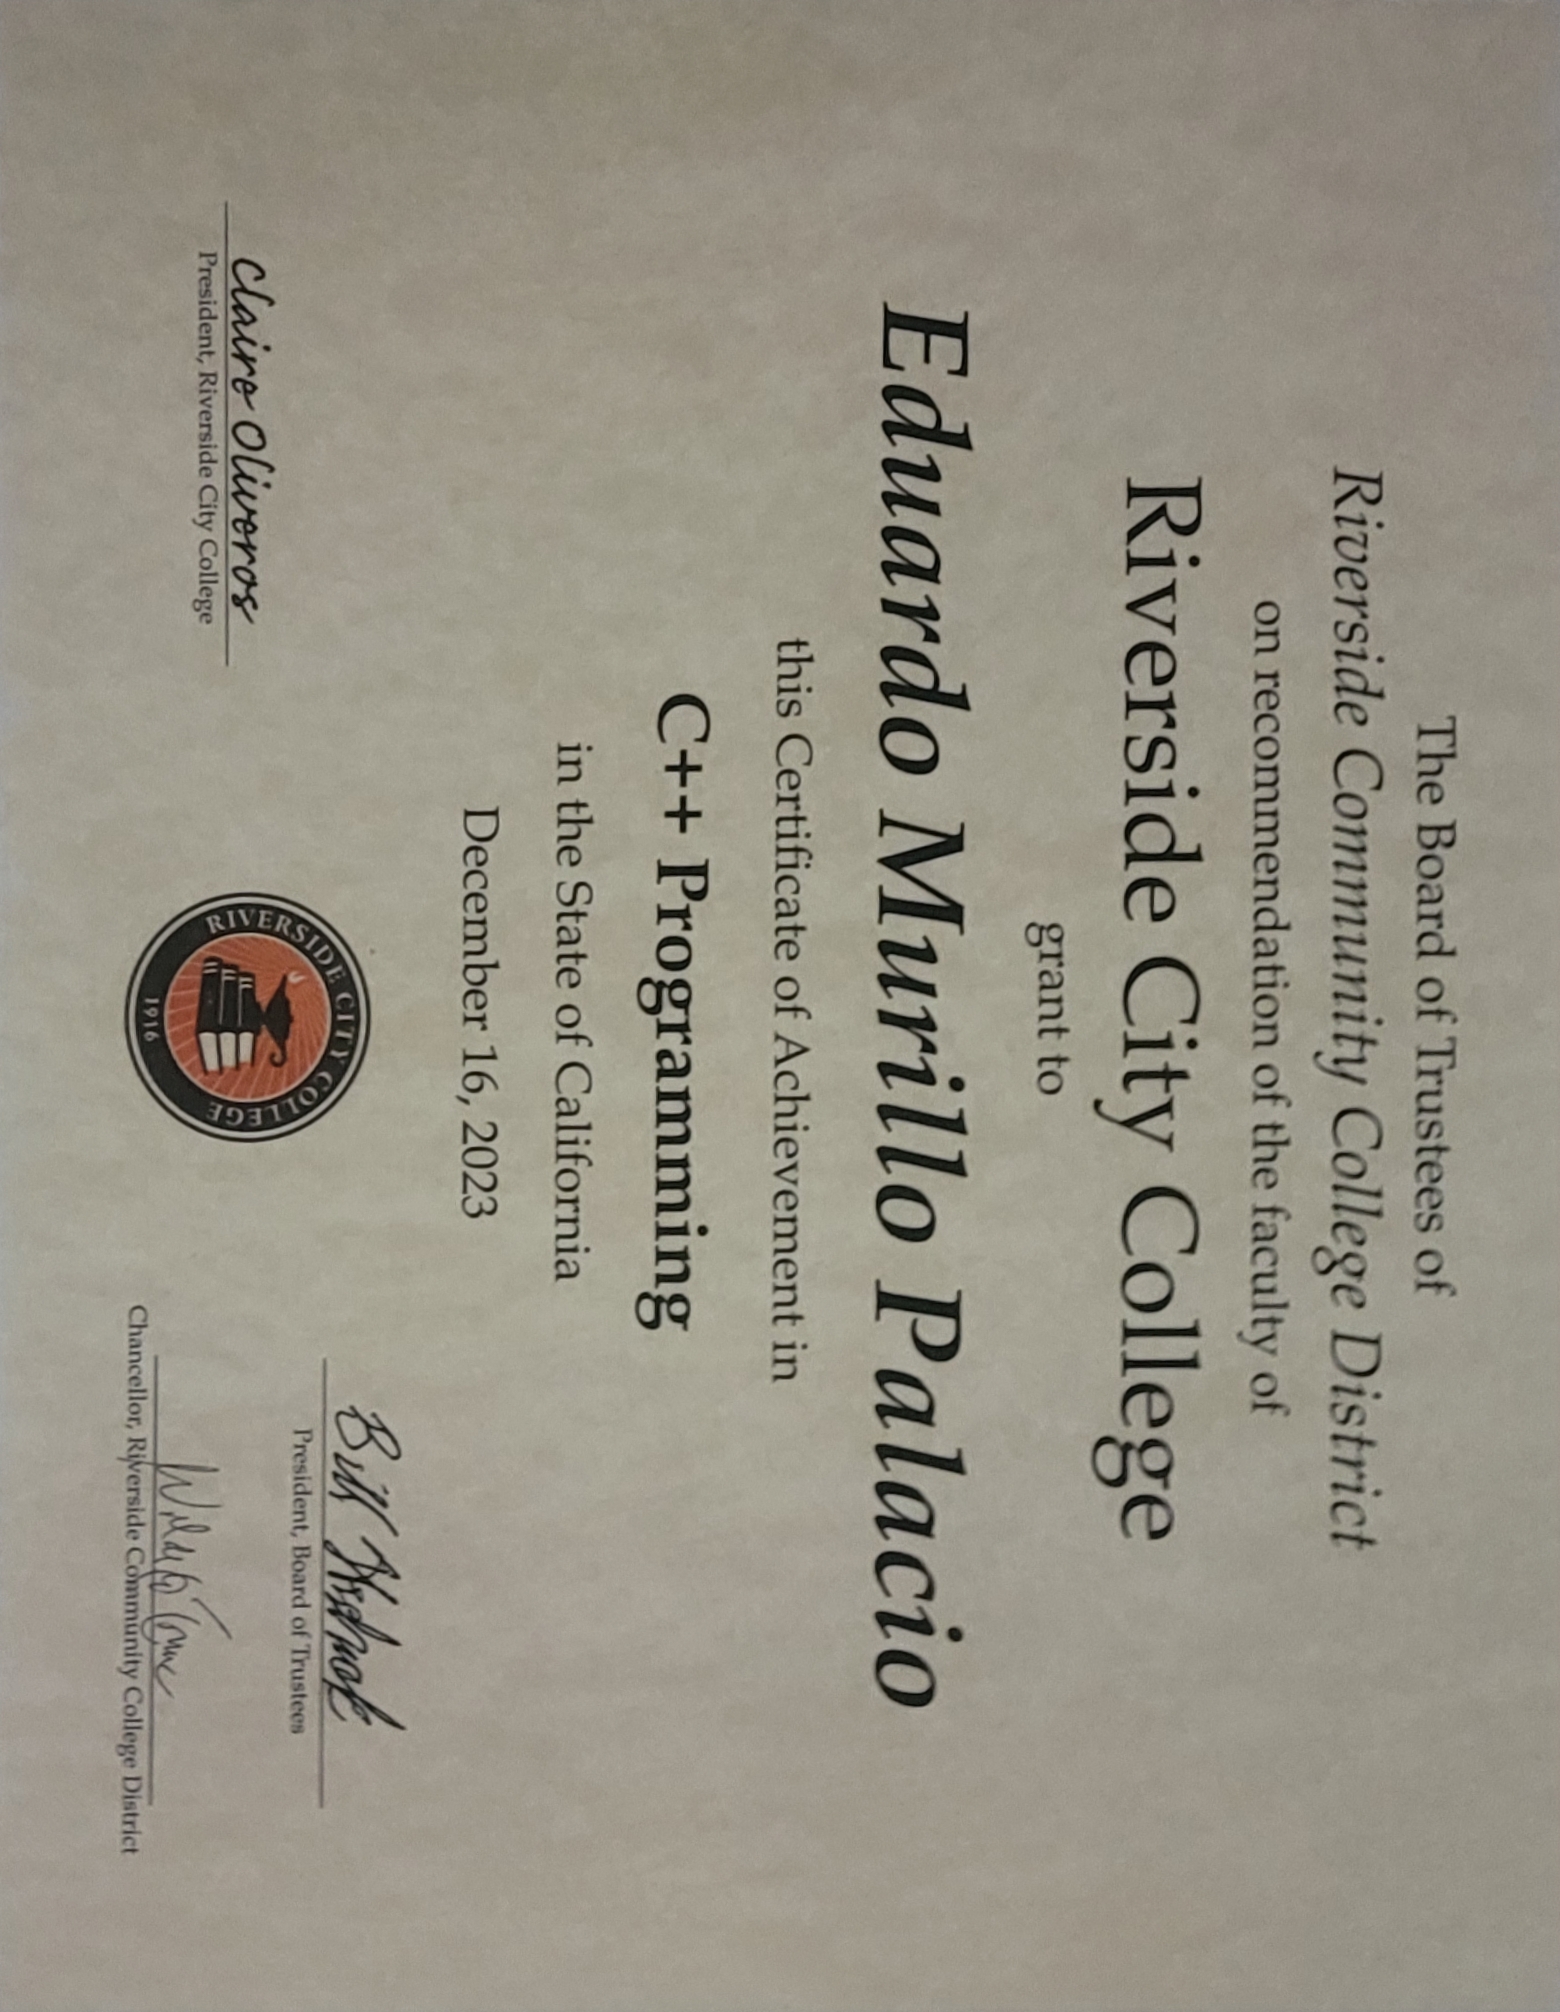 The Board of Trustees of
Riverside Community College District
on recommendation of the faculty of
Riverside City College
grant to
Eduardo Murillo Palacio
this Certificate of Achievement in
C++ Programming
in the State of California
December 16, 2023
Bill
President, Board of Trustees
Claire Oliveros
President, Riverside City College
RIVERSIDE CITY COLLEGE
1916
Chancellor, Riverside Community College District